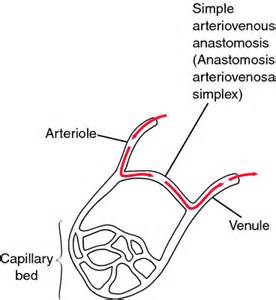 Simple
arteriovenous
anastomosis
(Anastomosis
arteriovenosa
simplex)
Arteriole
Venule
Capillary
bed